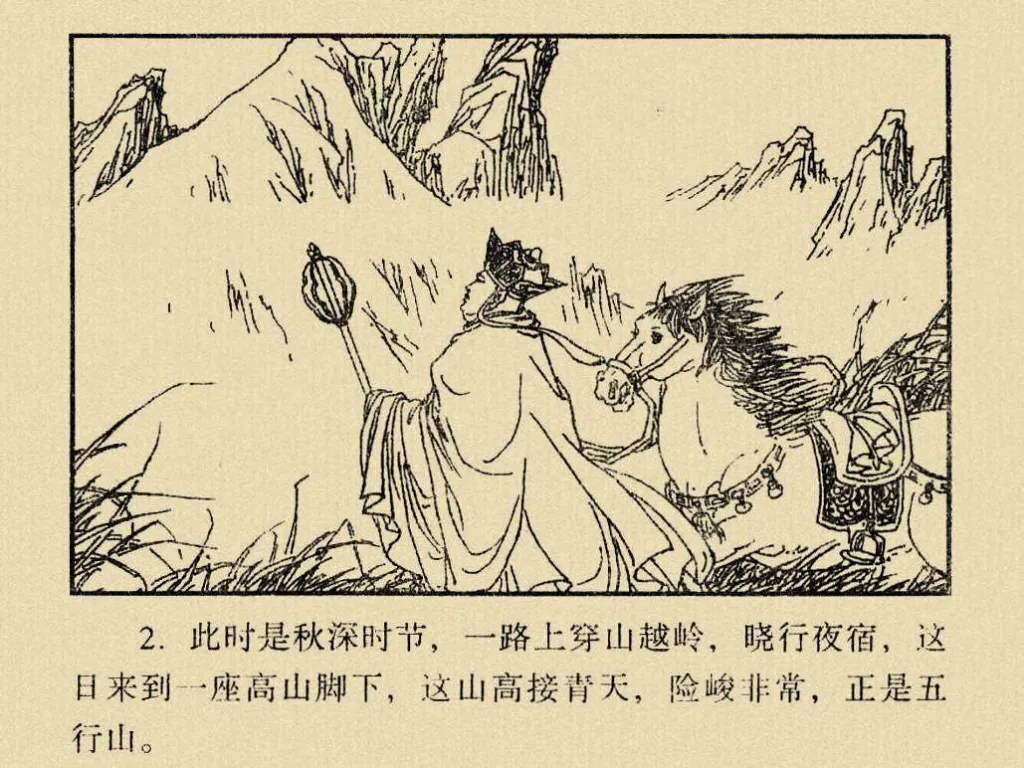 2. 此时是秋深时节，一路上穿山越岭，晓行夜宿，这
日来到一座高山脚下，这山高接青天，险峻非常，正是五
行山。